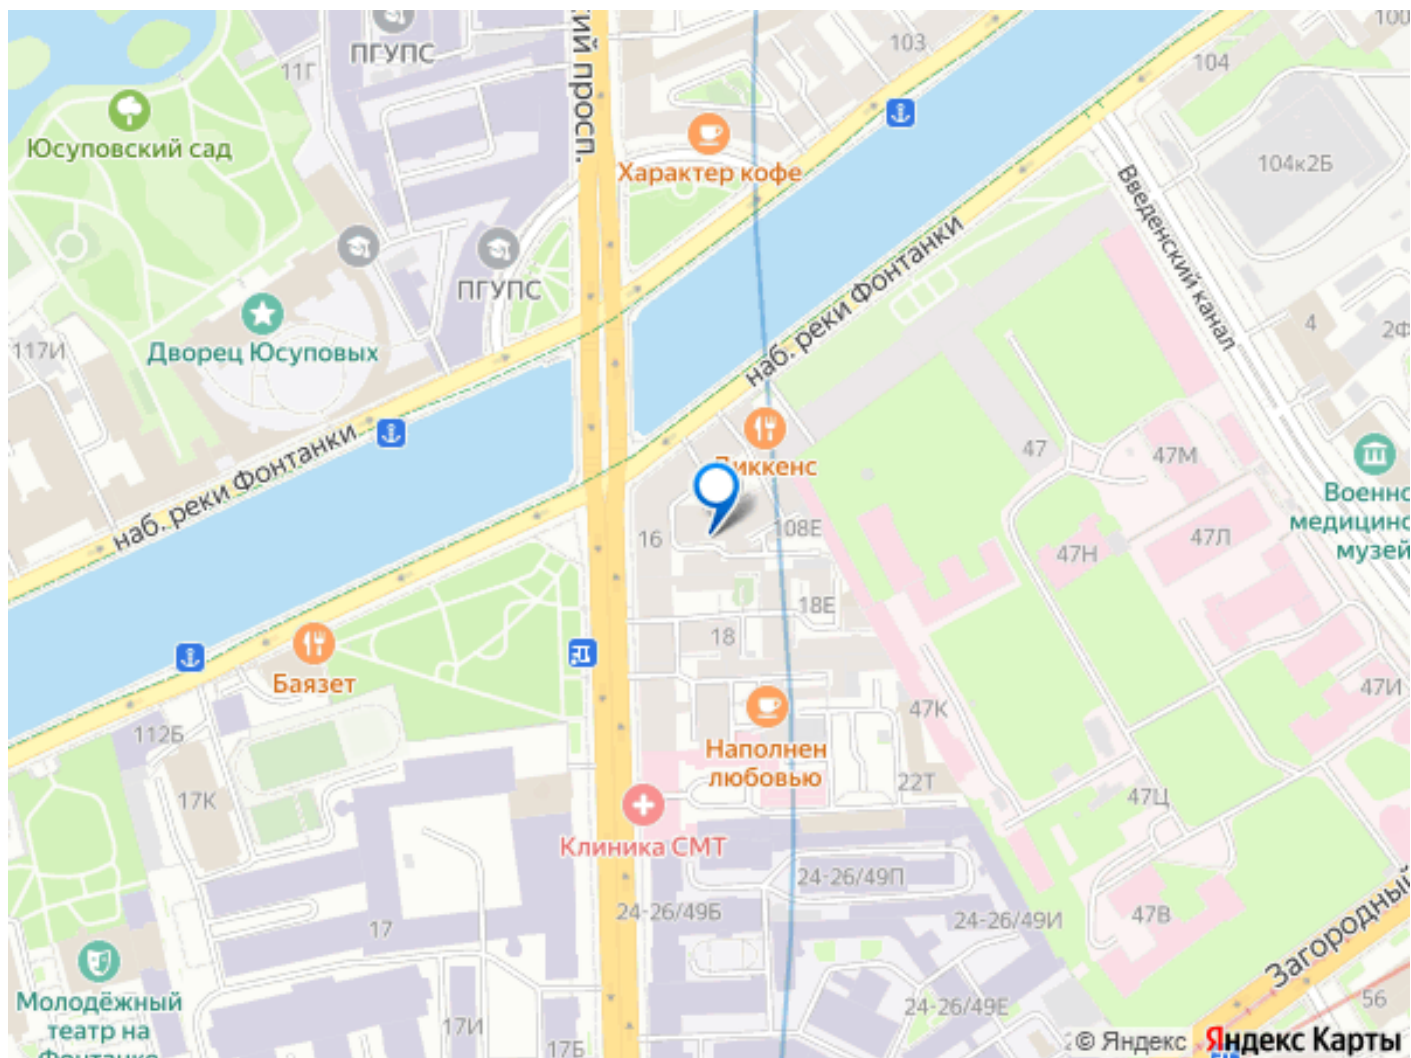 ПГУПС
11Г
кий просп.
103
100
104
Юсуповский сад
Характер кофе
104к2Б
Введенский канал
ПГУПС
наб. реки Фонтанки
4
2Ф
117И
Дворец Юсуповых
наб. реки Фонтанки
Диккенс
47
47М
Военно
медицинс
музей
16
108Е
47Н
47Л
18Е
18
Баязет
47И
47К
112Б
Наполнен
любовью
22Т
17К
47Ц
Клиника СМТ
24-26/49П
24-26/49Б
24-26/49И
47В
17
Загородный
Молодёжный
театр на
Фонтанке
24-26/49Е
56
17И
17Б
© Яндекс Яндекс Карты